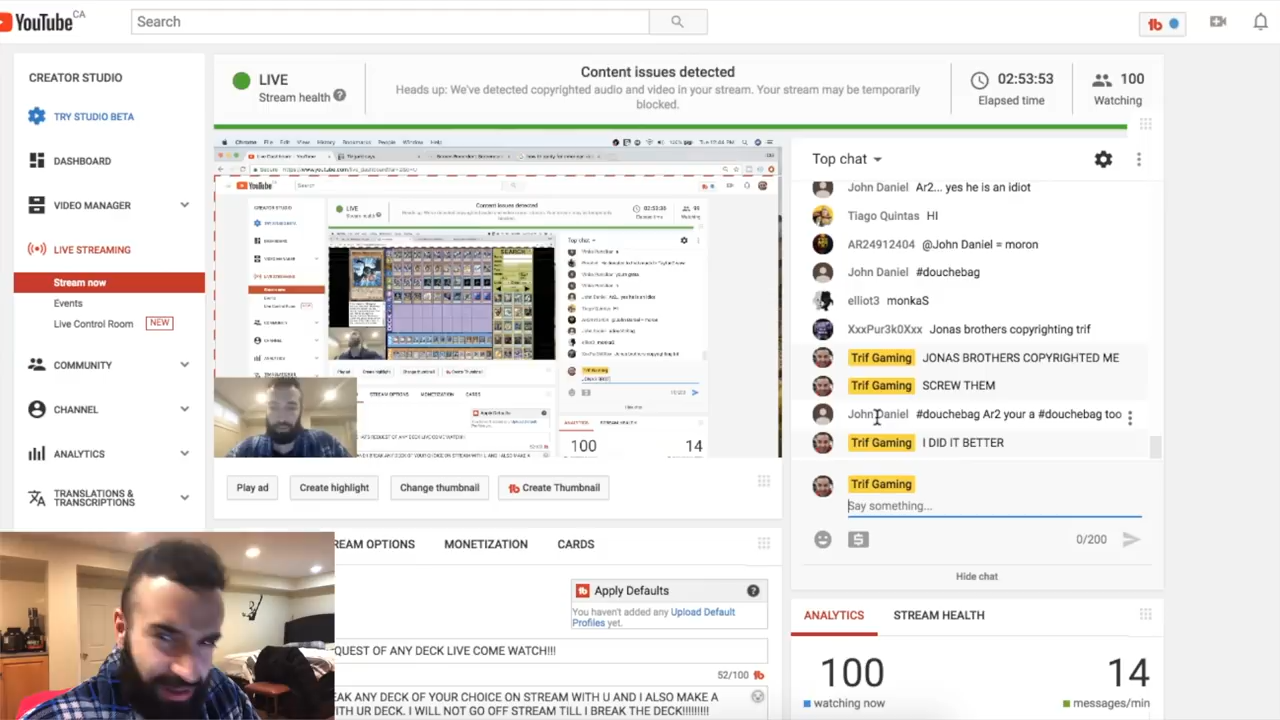 YouTube CA
Search
CREATOR STUDIO
TRY STUDIO BETA
DASHBOARD
VIDEO MANAGER
LIVE STREAMING
Stream now
Events
Live Control Room NEW
COMMUNITY
CHANNEL
ANALYTICS
TRANSLATIONS &
TRANSCRIPTIONS
LIVE
Stream health
Content issues detected
Heads up: We've detected copyrighted audio and video in your stream. Your stream may be temporarily
blocked.
02:53:53
Elapsed time
100
Watching
Play ad
Create highlight
Change thumbnail
tb Create Thumbnail
REAM OPTIONS
MONETIZATION
CARDS
Apply Defaults
You haven't added any Upload Default
Profiles yet.
QUEST OF ANY DECK LIVE COME WATCH!!!
52/100
EAK ANY DECK OF YOUR CHOICE ON STREAM WITH U AND I ALSO MAKE A
WITH UR DECK. I WILL NOT GO OFF STREAM TILL I BREAK THE DECK!!!!!!!!!
Top chat
John Daniel Ar2... yes he is an idiot
Tiago Quintas HI
AR24912404 @John Daniel = moron
John Daniel #douchebag
elliot3 monkaS
XxxPur3k0Xxx Jonas brothers copyrighting trif
Trif Gaming JONAS BROTHERS COPYRIGHTED ME
Trif Gaming SCREW THEM
John Daniel #douchebag Ar2 your a #douchebag too
Trif Gaming I DID IT BETTER
Trif Gaming
Say something...
0/200
Hide chat
ANALYTICS
STREAM HEALTH
100
watching now
14
messages/min